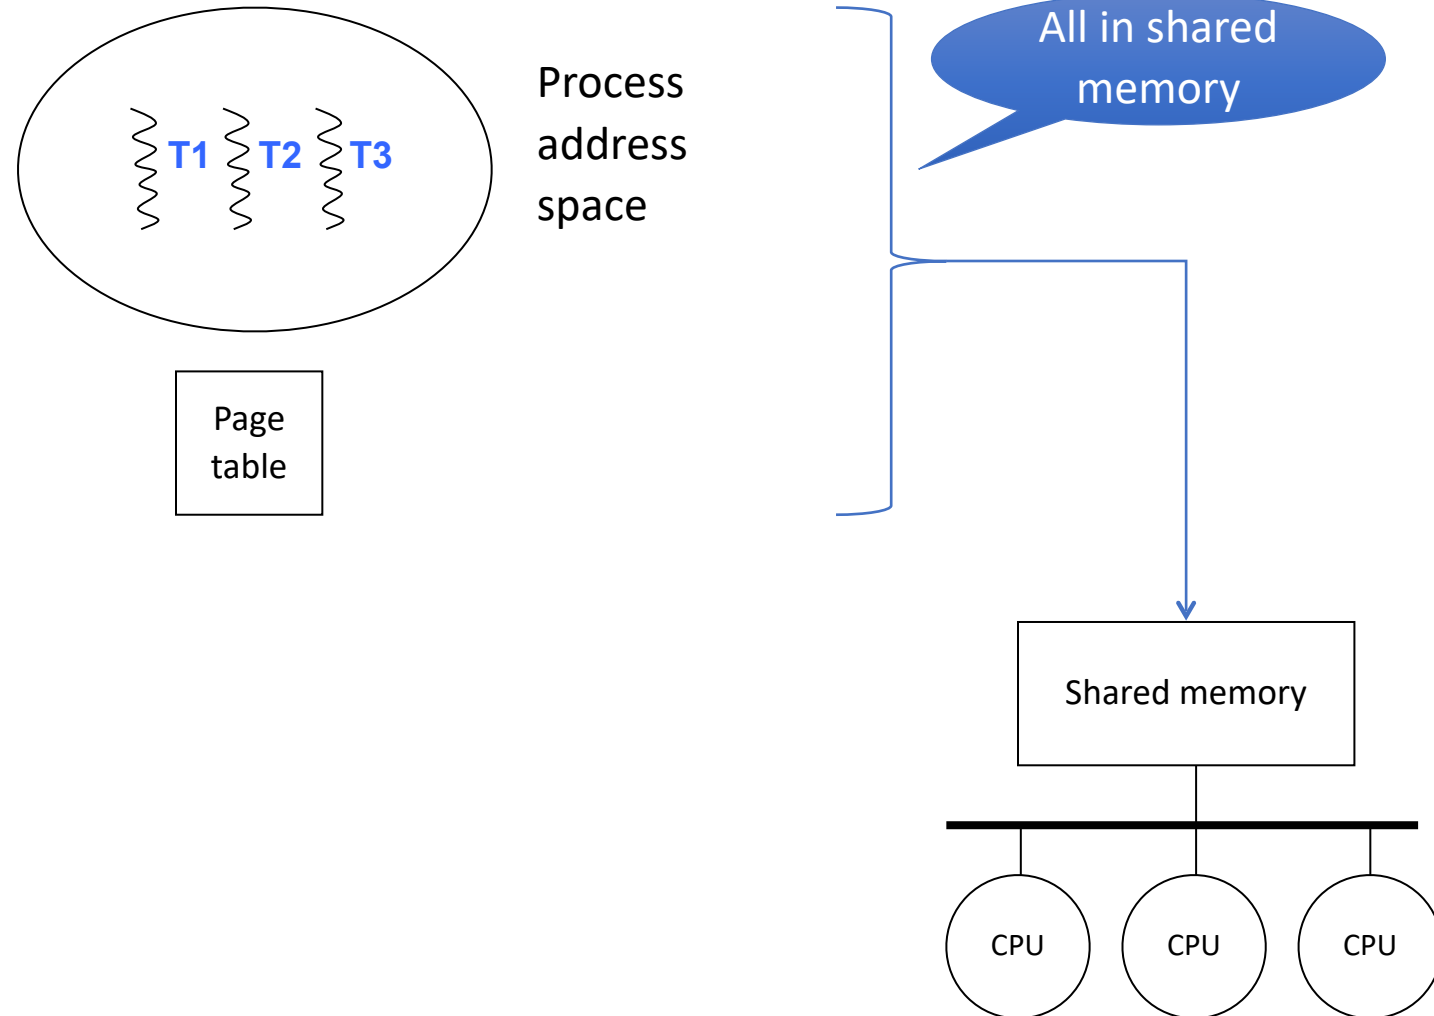 All in shared
memory
Process
address
space
T1 T2 T3
Page
table
Shared memory
CPU CPU CPU